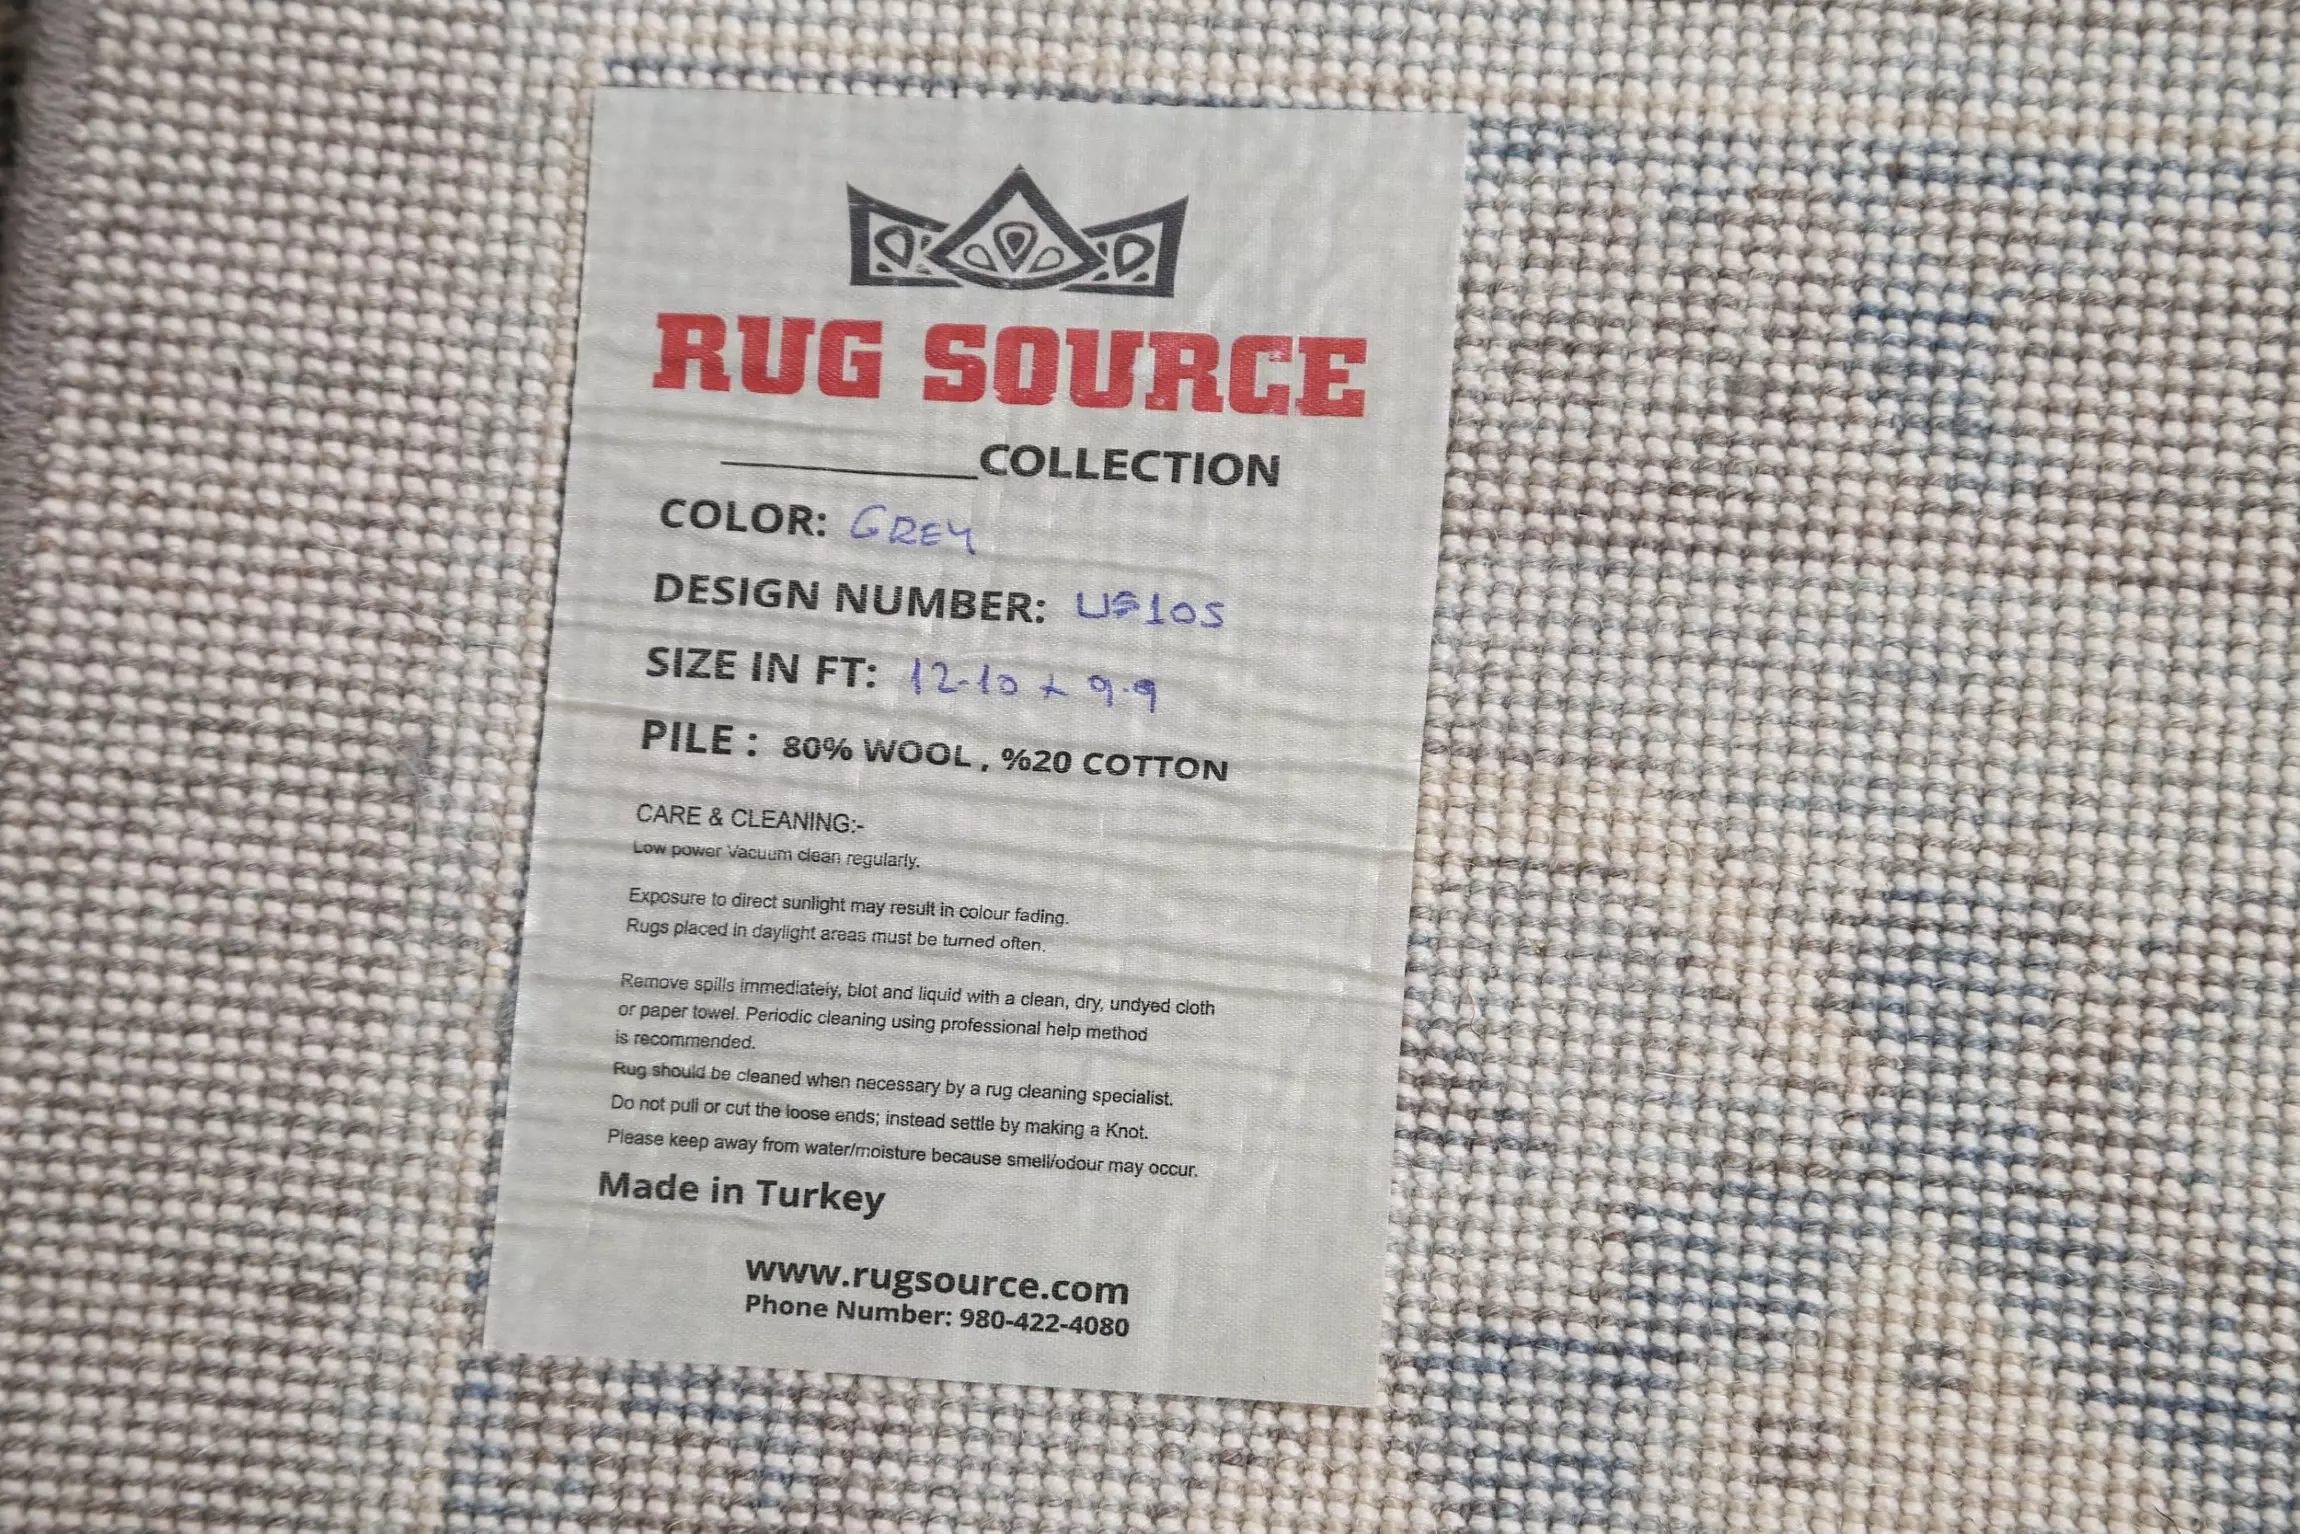 RUG SOURCE
__________COLLECTION
COLOR: GREY
DESIGN NUMBER:
SIZE IN FT: 12-10 x 9.9
PILE : 80% WOOL , %20 COTTON
CARE & CLEANING:-
Low power Vacuum clean regularly.
Exposure to direct sunlight may result in colour fading.
Rugs placed in daylight areas must be turned often.
Remove spills immediately, blot and liquid with a clean, dry, undyed cloth
or paper towel. Periodic cleaning using professional help method
is recommended.
Rug should be cleaned when necessary by a rug cleaning specialist.
Do not pull or cut the loose ends; instead settle by making a Knot.
Please keep away from water/moisture because smell/odour may occur.
Made in Turkey
www.rugsource.com
Phone Number: 980-422-4080